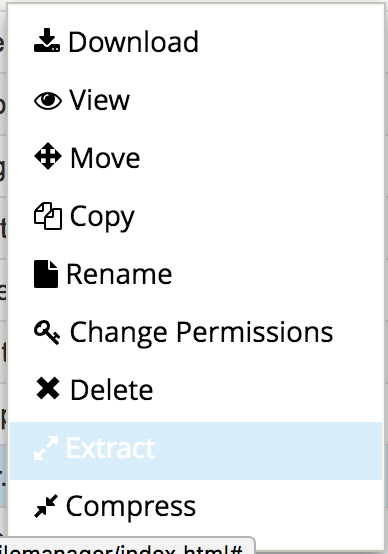 Download
View
Move
Copy
Rename
Change Permissions
Delete
Extract
Compress
ilemanager/index.html#